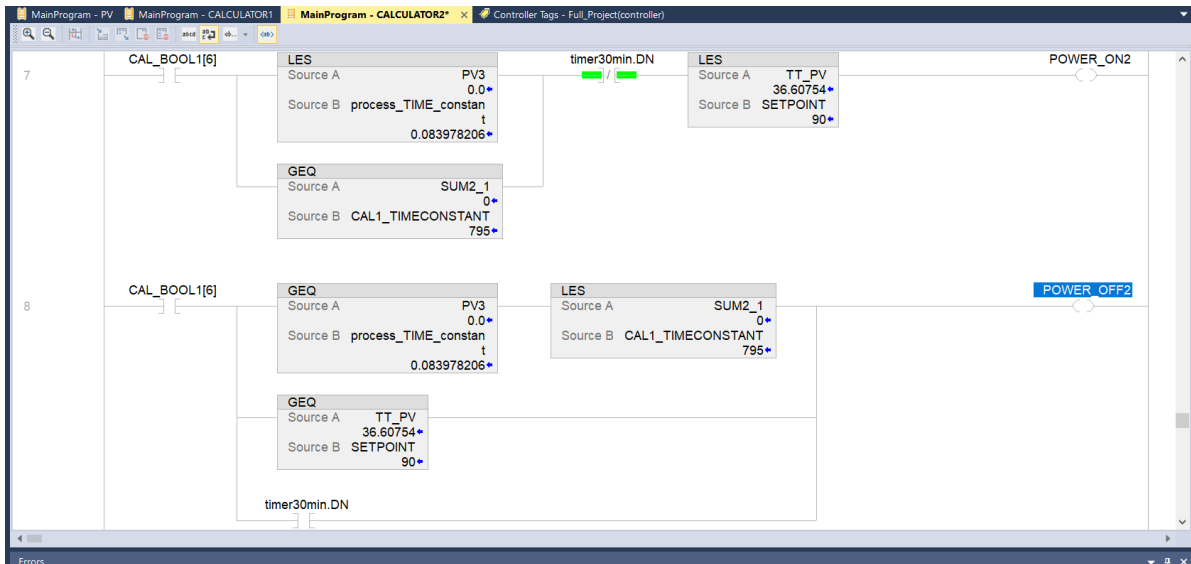 MainProgram - PV
MainProgram - CALCULATOR1
MainProgram - CALCULATOR2*
Controller Tags - Full_Project(controller)
7
CAL_BOOL1[6]
LES
Source A PV3
0.0
Source B process_TIME_constan
t
0.083978206
timer30min.DN
LES
Source A TT_PV
36.60754
Source B SETPOINT
90
POWER_ON2
GEQ
Source A SUM2_1
0
Source B CAL1_TIMECONSTANT
795
8
CAL_BOOL1[6]
GEQ
Source A PV3
0.0
Source B process_TIME_constan
t
0.083978206
LES
Source A SUM2_1
0
Source B CAL1_TIMECONSTANT
795
POWER_OFF2
GEQ
Source A TT_PV
36.60754
Source B SETPOINT
90
timer30min.DN
Errors